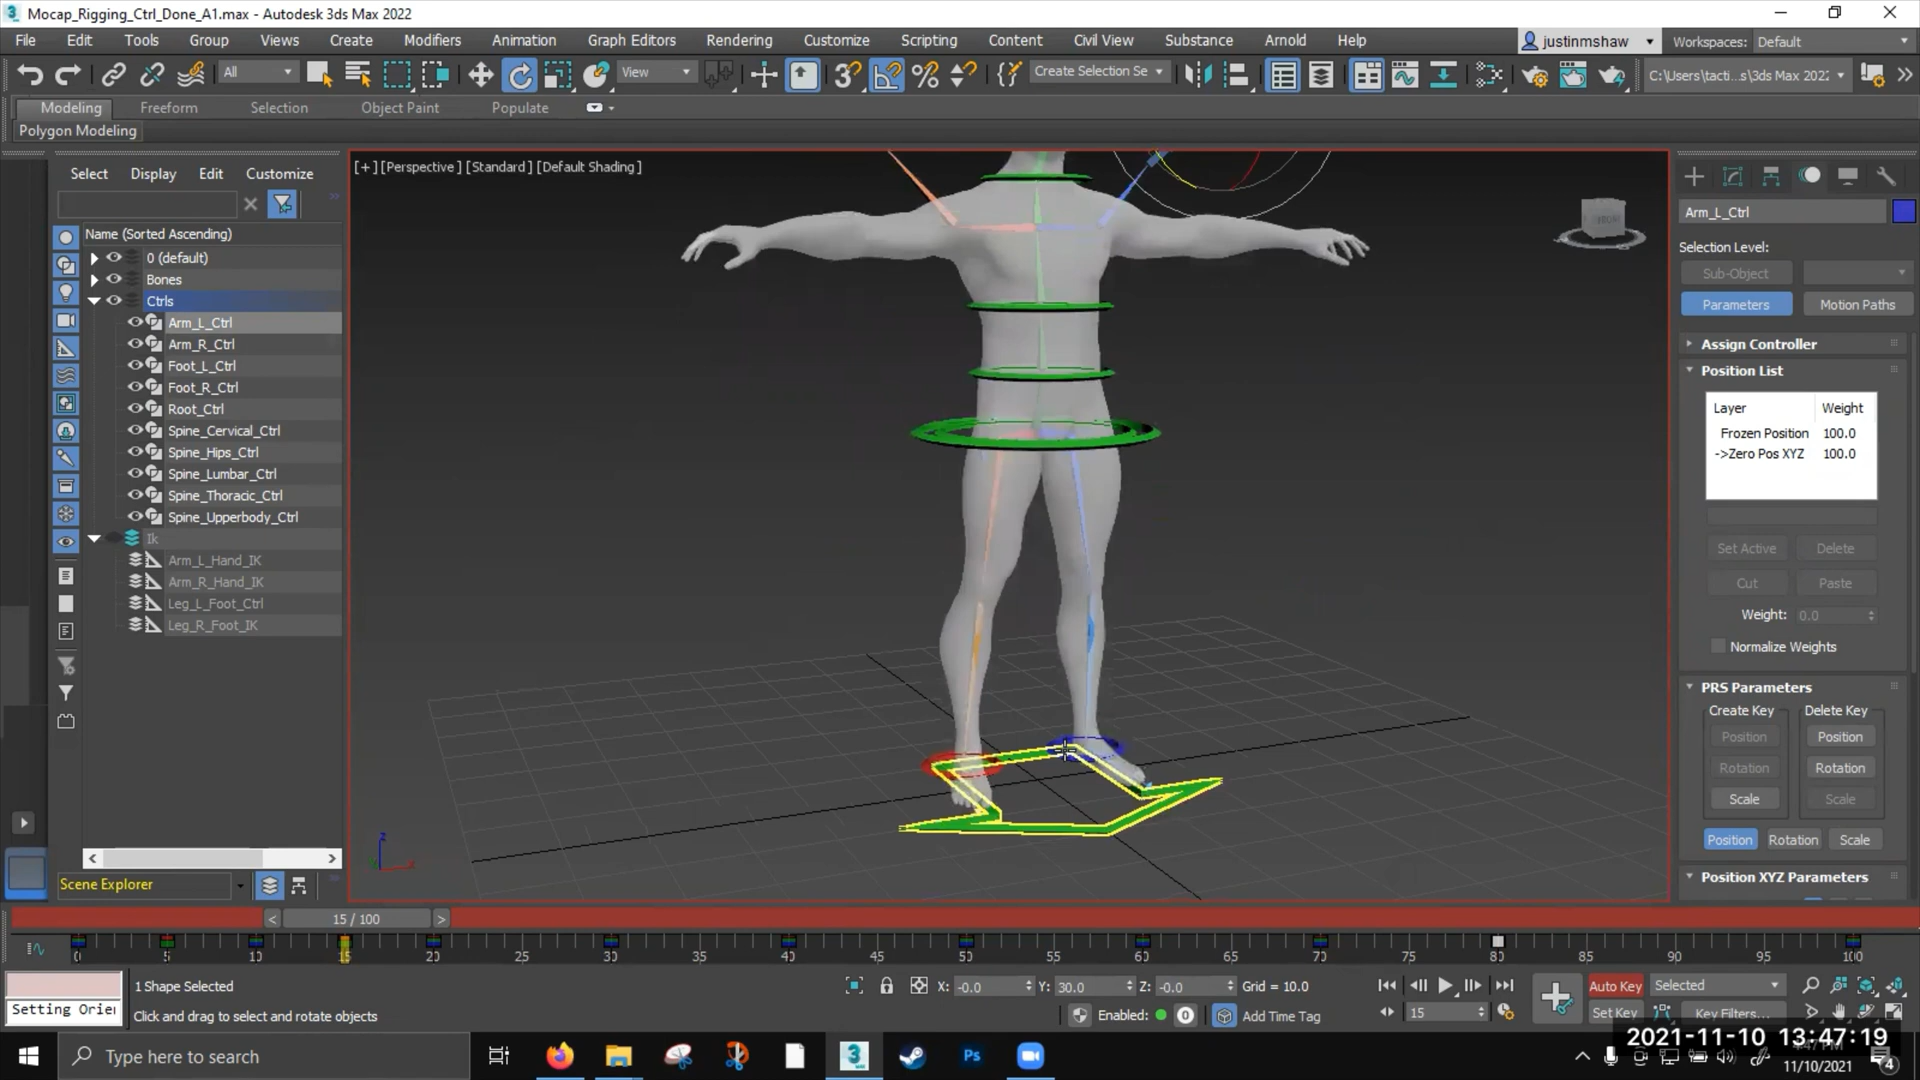 Mocap_Rigging_Ctrl_Done_A1.max - Autodesk 3ds Max 2022
File Edit Tools Group Views Create Modifiers Animation Graph Editors Rendering Customize Scripting Content Civil View Substance Arnold Help justinmshaw Workspaces: Default
All View Create Selection Se C:\Users\tacti...s\3ds Max 2022
Modeling Freeform Selection Object Paint Populate
Polygon Modeling
Select Display Edit Customize
Name (Sorted Ascending)
0 (default)
Bones
Ctrls
Arm_L_Ctrl
Arm_R_Ctrl
Foot_L_Ctrl
Foot_R_Ctrl
Root_Ctrl
Spine_Cervical_Ctrl
Spine_Hips_Ctrl
Spine_Lumbar_Ctrl
Spine_Thoracic_Ctrl
Spine_Upperbody_Ctrl
Ik
Arm_L_Hand_IK
Arm_R_Hand_IK
Leg_L_Foot_Ctrl
Leg_R_Foot_IK
Scene Explorer
[+] [Perspective] [Standard] [Default Shading]
Arm_L_Ctrl
Selection Level:
Sub-Object
Parameters Motion Paths
Assign Controller
Position List
Layer Weight
Frozen Position 100.0
->Zero Pos XYZ 100.0
Set Active Delete
Cut Paste
Weight: 0.0
Normalize Weights
PRS Parameters
Create Key Delete Key
Position Position
Rotation Rotation
Scale Scale
Position Rotation Scale
Position XYZ Parameters
< 15 / 100 >
0 5 10 15 20 25 30 35 40 45 50 55 60 65 70 75 80 85 90 95 100
1 Shape Selected X: -0.0 Y: 30.0 Z: -0.0 Grid = 10.0 Auto Key Selected
Setting Orie Click and drag to select and rotate objects Enabled: 0 Add Time Tag 15 Set Key Key Filters...
2021-11-10 13:47:19
Type here to search
11/10/2021
4